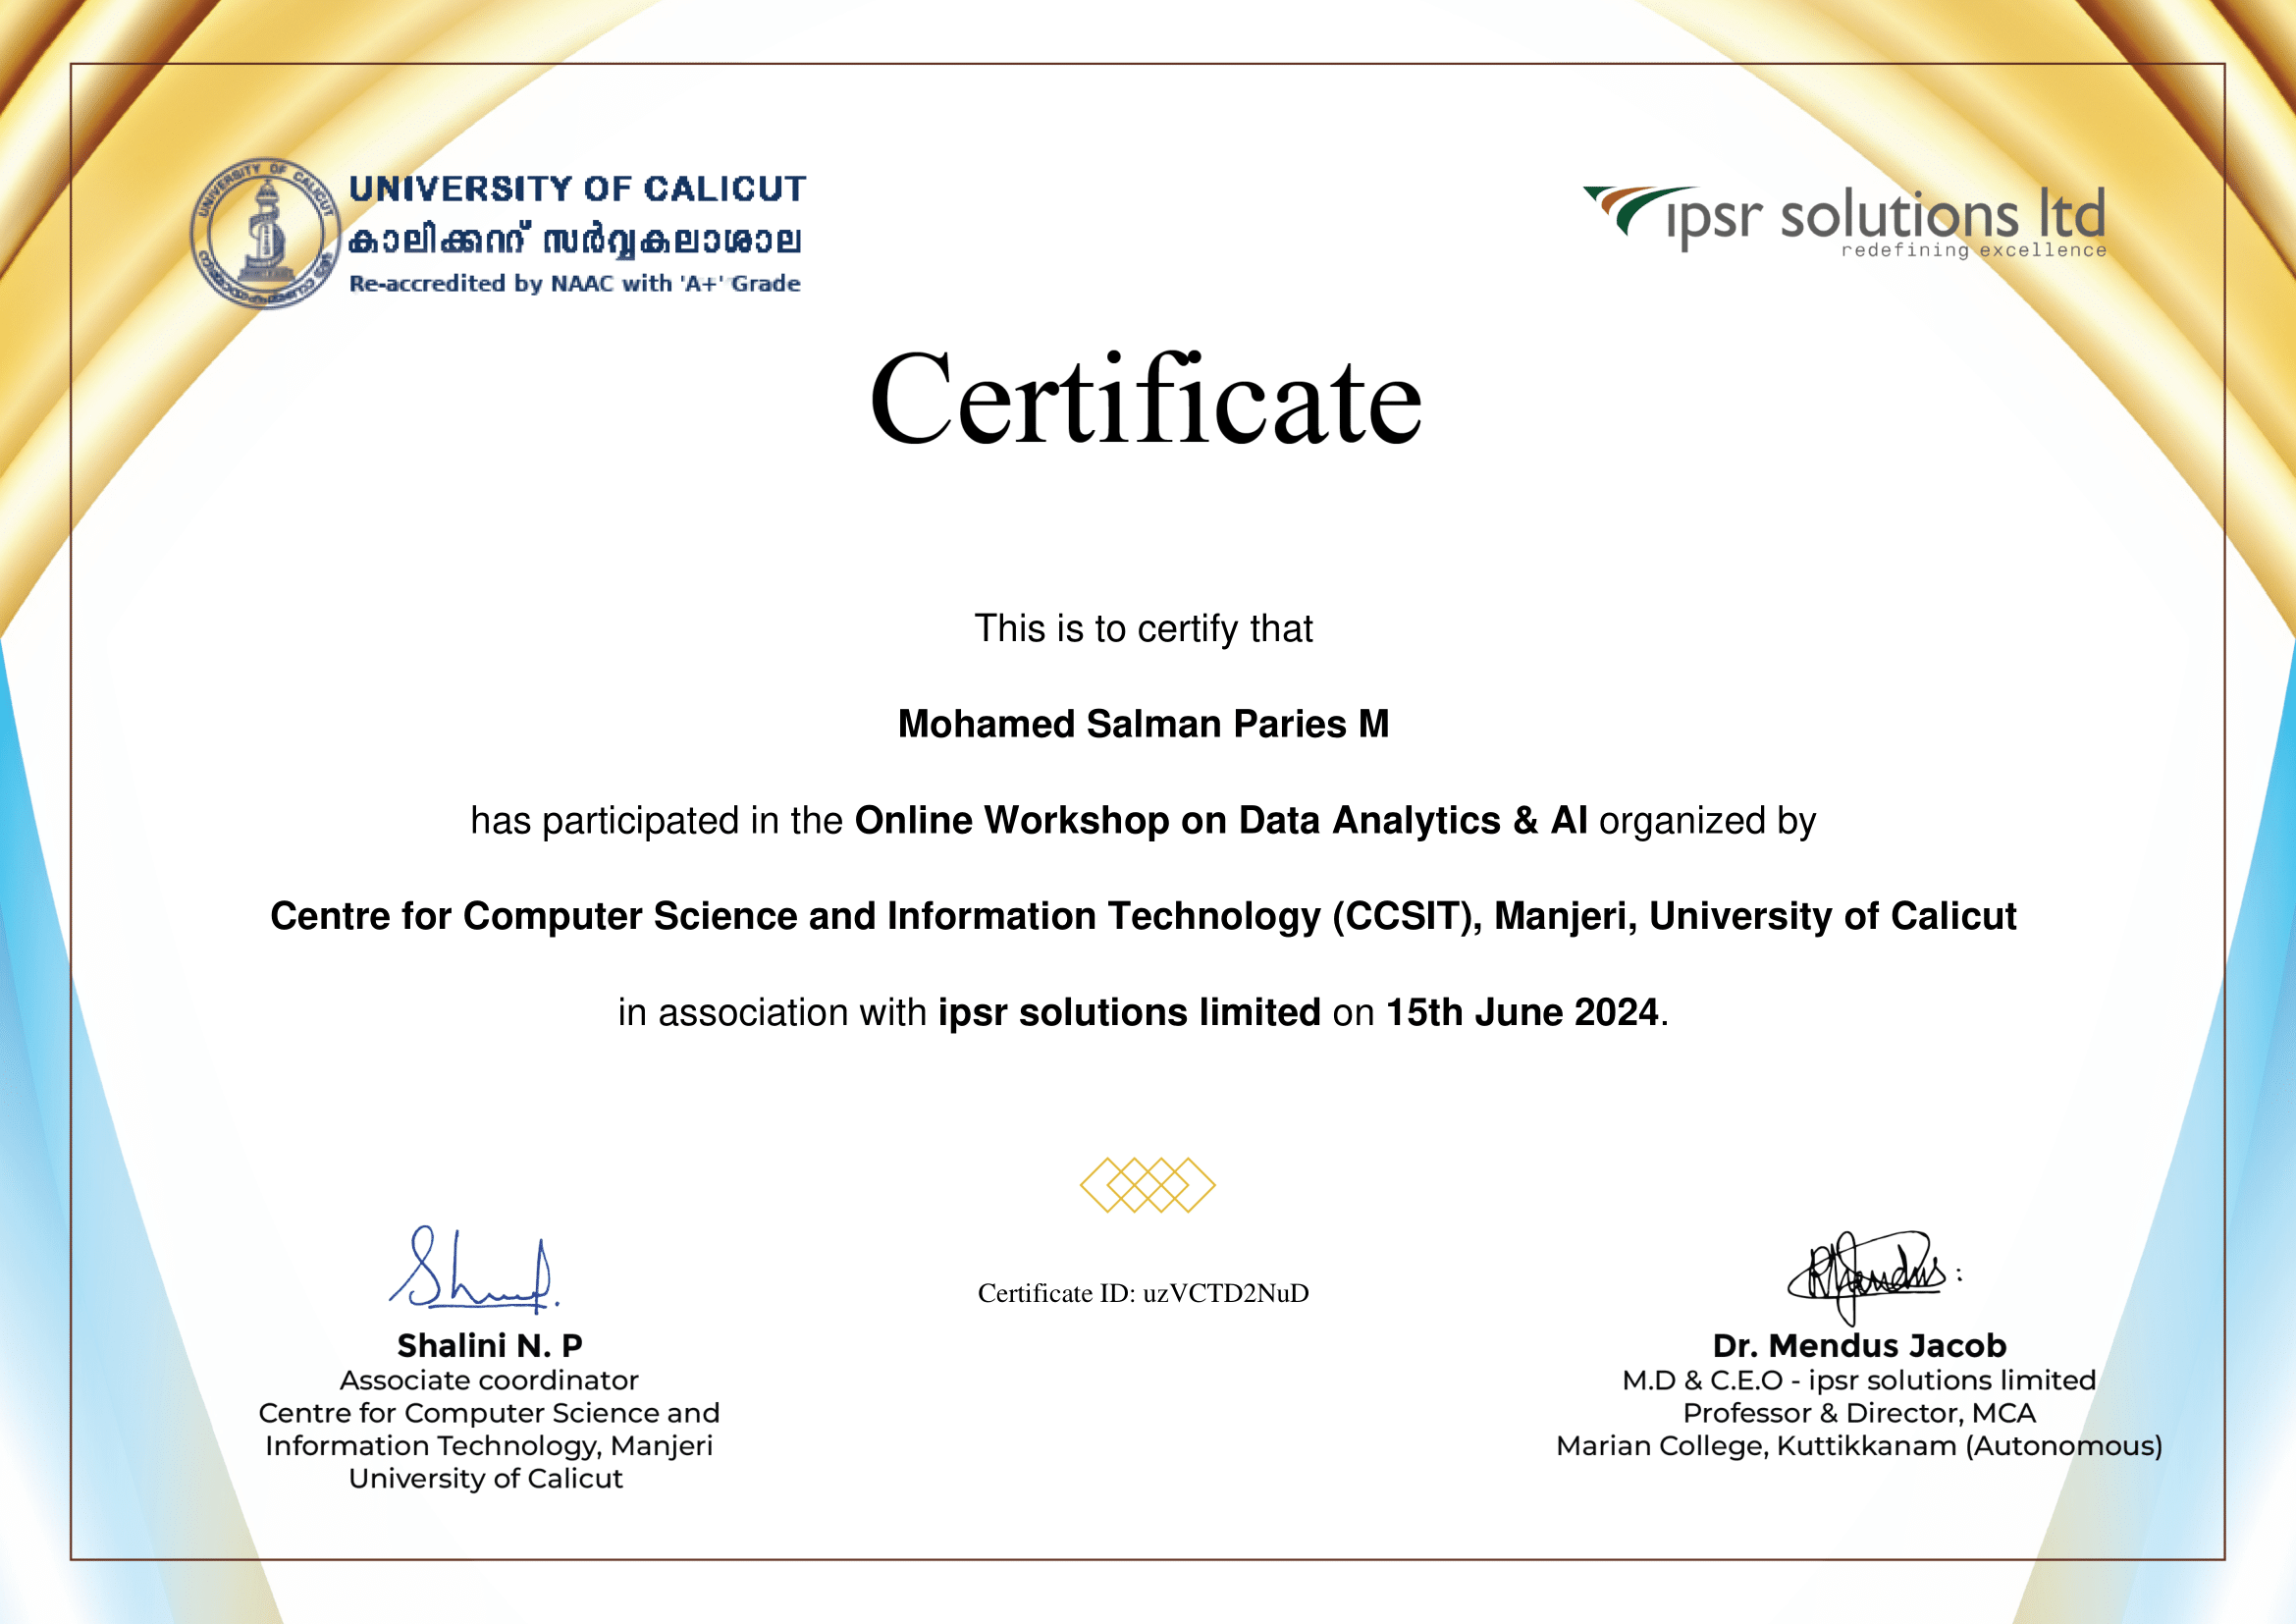 UNIVERSITY OF CALICUT
UNIVERSITY OF CALICUT
കാലിക്കററ് സർവ്വകലാശാല
Re-accredited by NAAC with 'A+' Grade
ipsr solutions ltd
redefining excellence
Certificate
This is to certify that
Mohamed Salman Paries M
has participated in the Online Workshop on Data Analytics & AI organized by
Centre for Computer Science and Information Technology (CCSIT), Manjeri, University of Calicut
in association with ipsr solutions limited on 15th June 2024.
Certificate ID: uzVCTD2NuD
Shalini N. P
Associate coordinator
Centre for Computer Science and
Information Technology, Manjeri
University of Calicut
Dr. Mendus Jacob
M.D & C.E.O - ipsr solutions limited
Professor & Director, MCA
Marian College, Kuttikkanam (Autonomous)